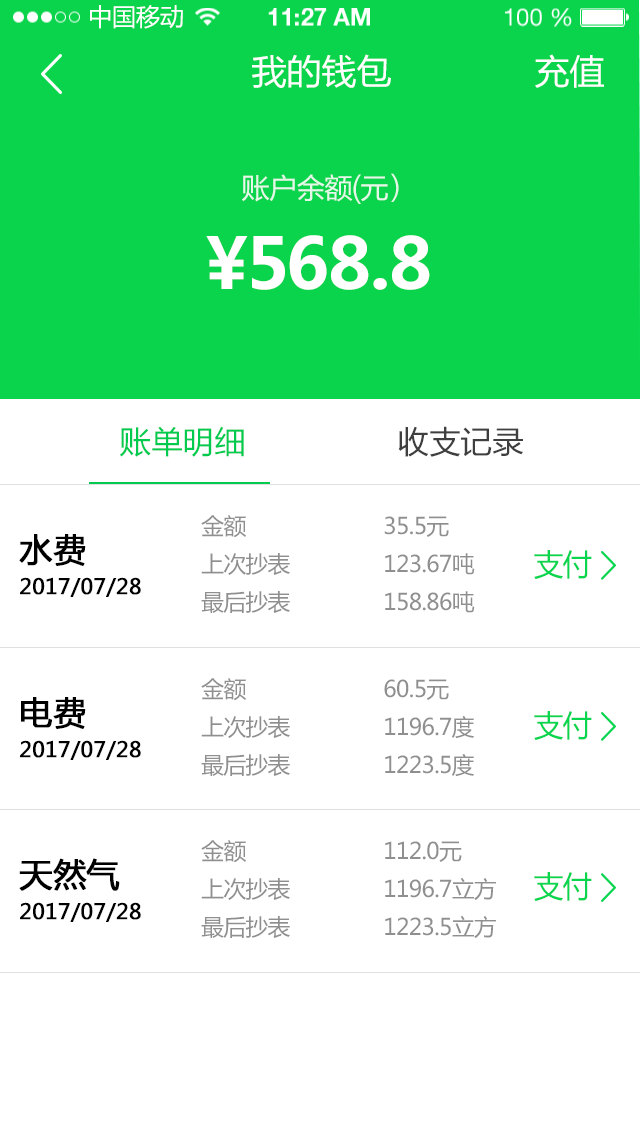 中国移动 11:27 AM 100 %
我的钱包 充值
账户余额(元）
¥568.8
账单明细 收支记录
水费
2017/07/28
金额 35.5元
上次抄表 123.67吨
最后抄表 158.86吨
支付
电费
2017/07/28
金额 60.5元
上次抄表 1196.7度
最后抄表 1223.5度
支付
天然气
2017/07/28
金额 112.0元
上次抄表 1196.7立方
最后抄表 1223.5立方
支付